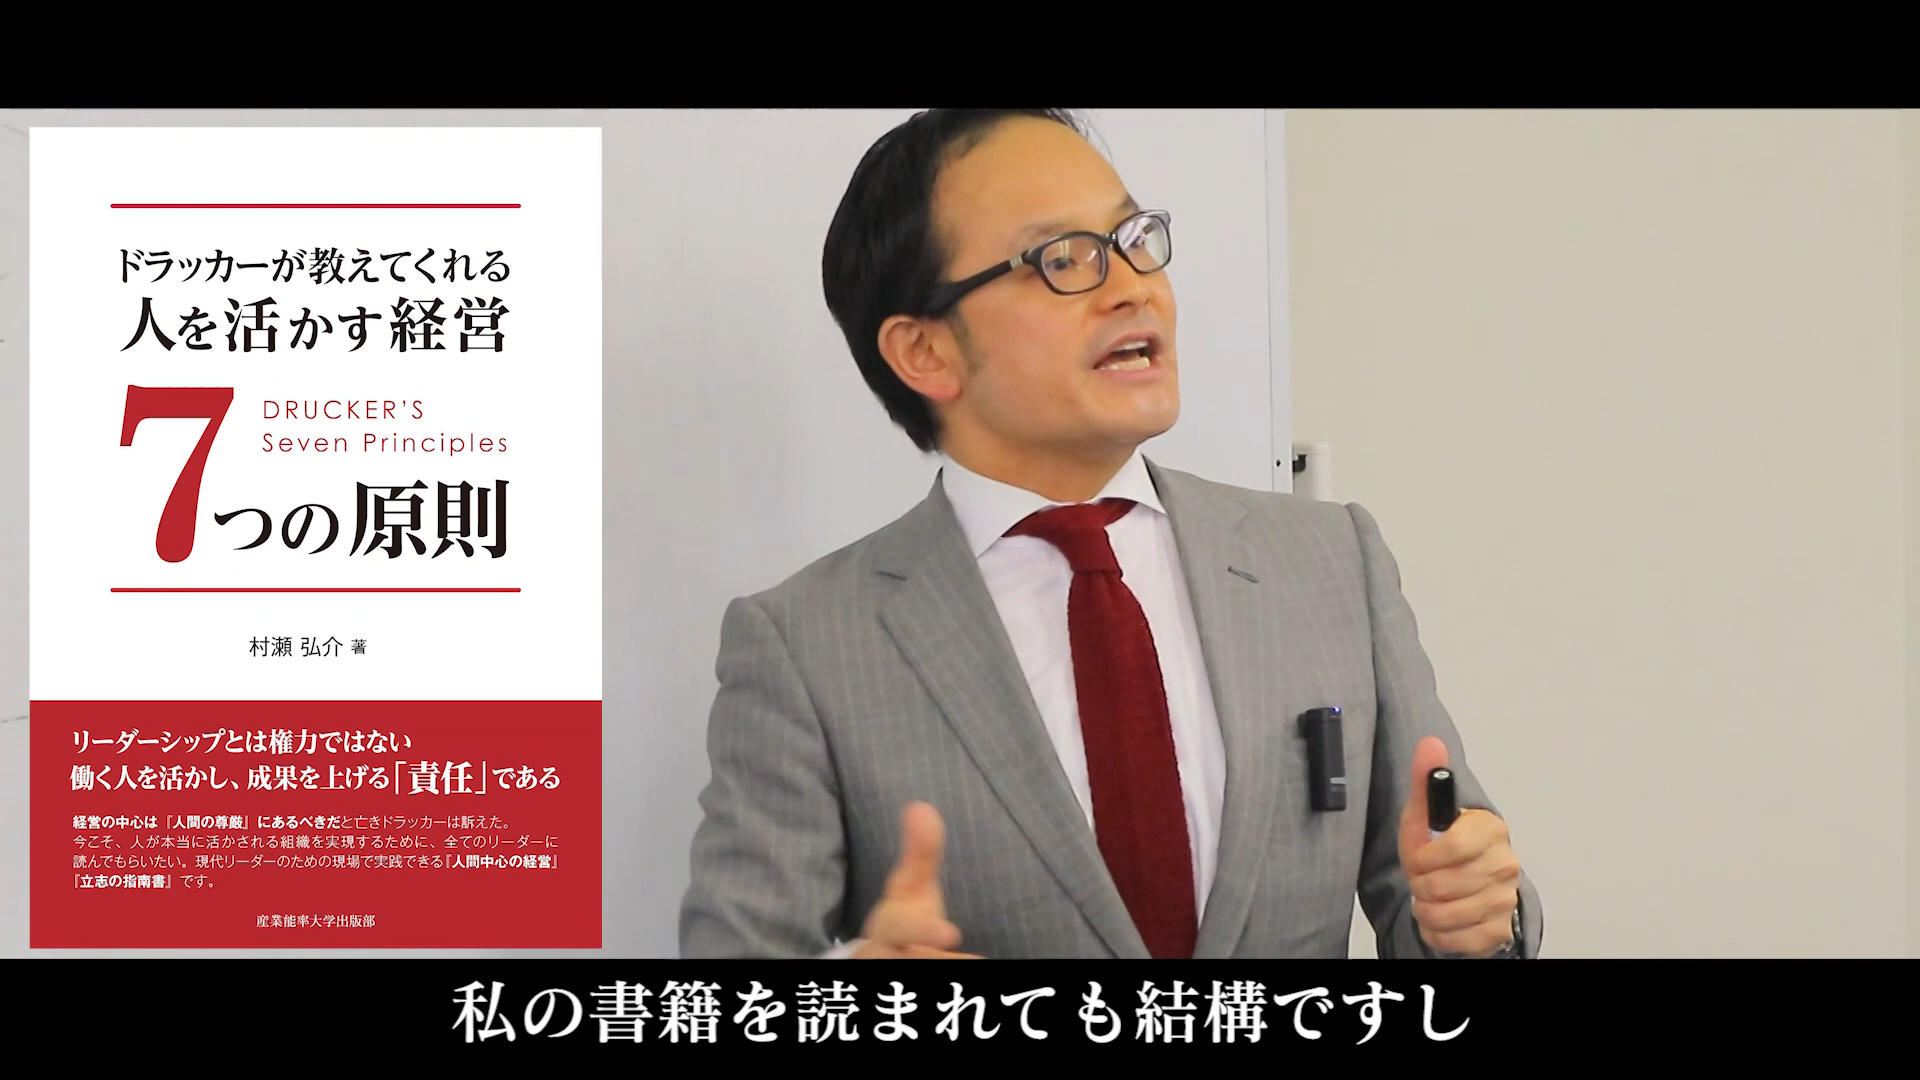 ドラッカーが教えてくれる
人を活かす経営
7つの原則
DRUCKER'S
Seven Principles
村瀬 弘介 著
リーダーシップとは権力ではない
働く人を活かし、成果を上げる「責任」である
経営の中心は『人間の尊厳』にあるべきだと亡きドラッカーは訴えた。
今こそ、人が本当に活かされる組織を実現するために、全てのリーダーに
読んでもらいたい。現代リーダーのための現場で実践できる『人間中心の経営』
『立志の指南書』です。
産業能率大学出版部
私の書籍を読まれても結構ですし